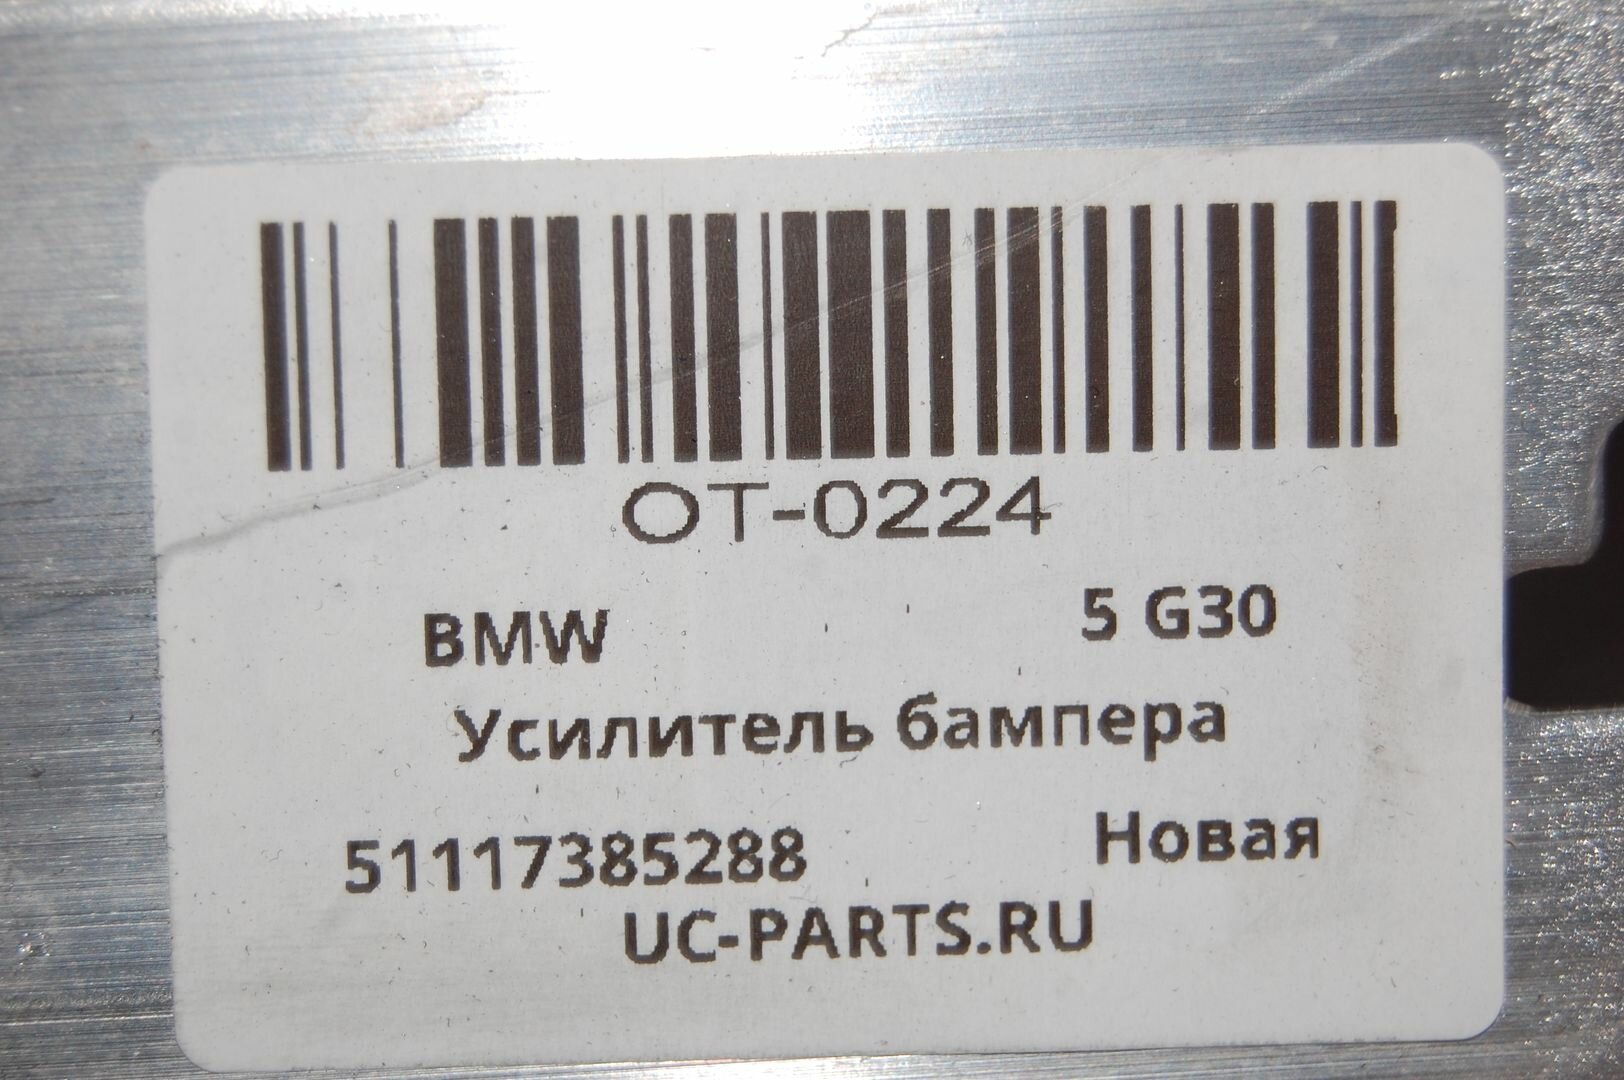 OT-0224
BMW 5 G30
Усилитель бампера
51117385288 Новая
UC-PARTS.RU